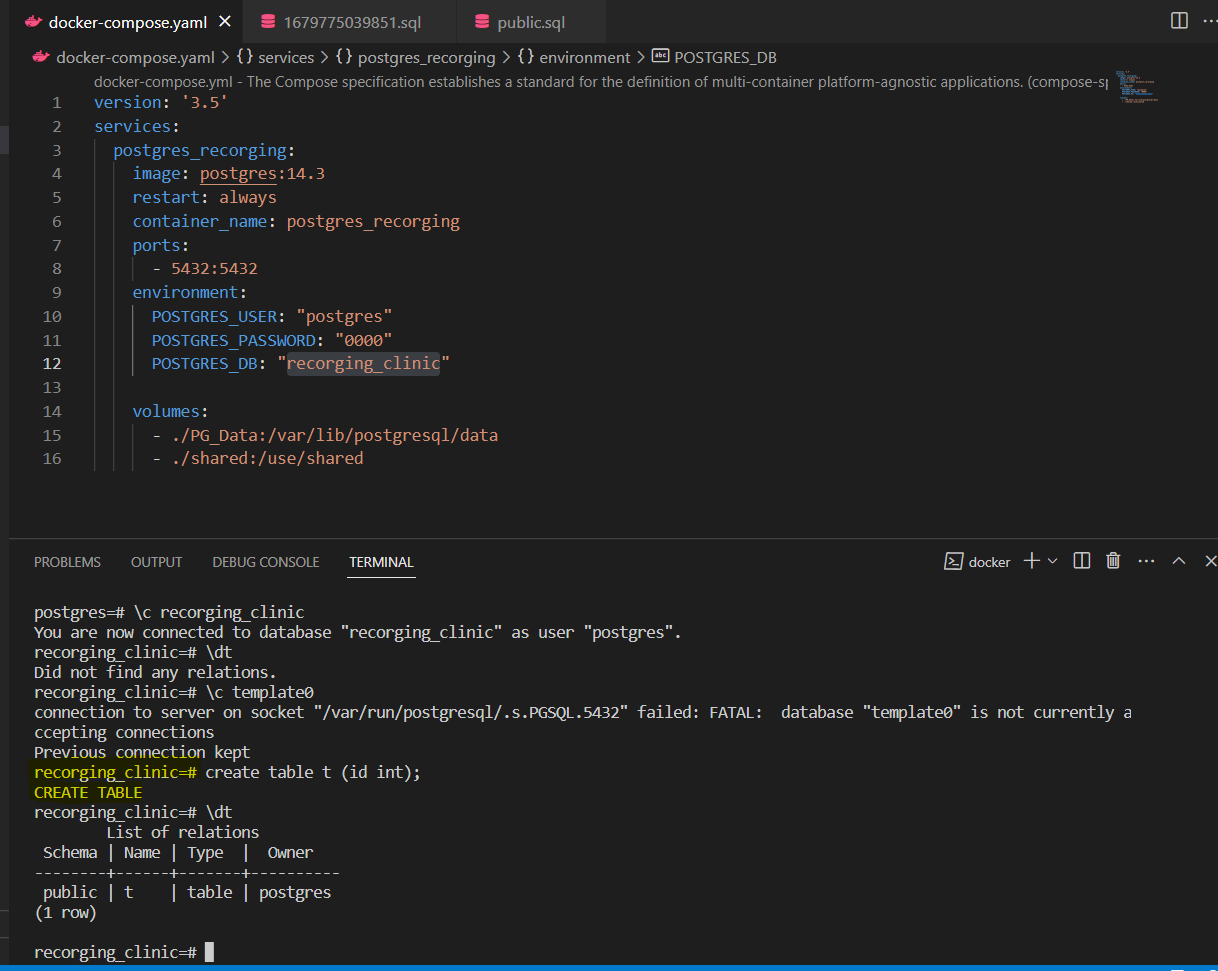 docker-compose.yaml
1679775039851.sql
public.sql
docker-compose.yaml > {} services > {} postgres_recorging > {} environment > abc POSTGRES_DB
docker-compose.yml - The Compose specification establishes a standard for the definition of multi-container platform-agnostic applications. (compose-sp
1 version: '3.5'
2 services:
3 postgres_recorging:
4 image: postgres:14.3
5 restart: always
6 container_name: postgres_recorging
7 ports:
8 - 5432:5432
9 environment:
10 POSTGRES_USER: "postgres"
11 POSTGRES_PASSWORD: "0000"
12 POSTGRES_DB: "recorging_clinic"
13
14 volumes:
15 - ./PG_Data:/var/lib/postgresql/data
16 - ./shared:/use/shared
PROBLEMS OUTPUT DEBUG CONSOLE TERMINAL docker
postgres=# \c recorging_clinic
You are now connected to database "recorging_clinic" as user "postgres".
recorging_clinic=# \dt
Did not find any relations.
recorging_clinic=# \c template0
connection to server on socket "/var/run/postgresql/.s.PGSQL.5432" failed: FATAL:  database "template0" is not currently a
ccepting connections
Previous connection kept
recorging_clinic=# create table t (id int);
CREATE TABLE
recorging_clinic=# \dt
List of relations
Schema | Name | Type | Owner
--------+------+-------+----------
public | t | table | postgres
(1 row)
recorging_clinic=#